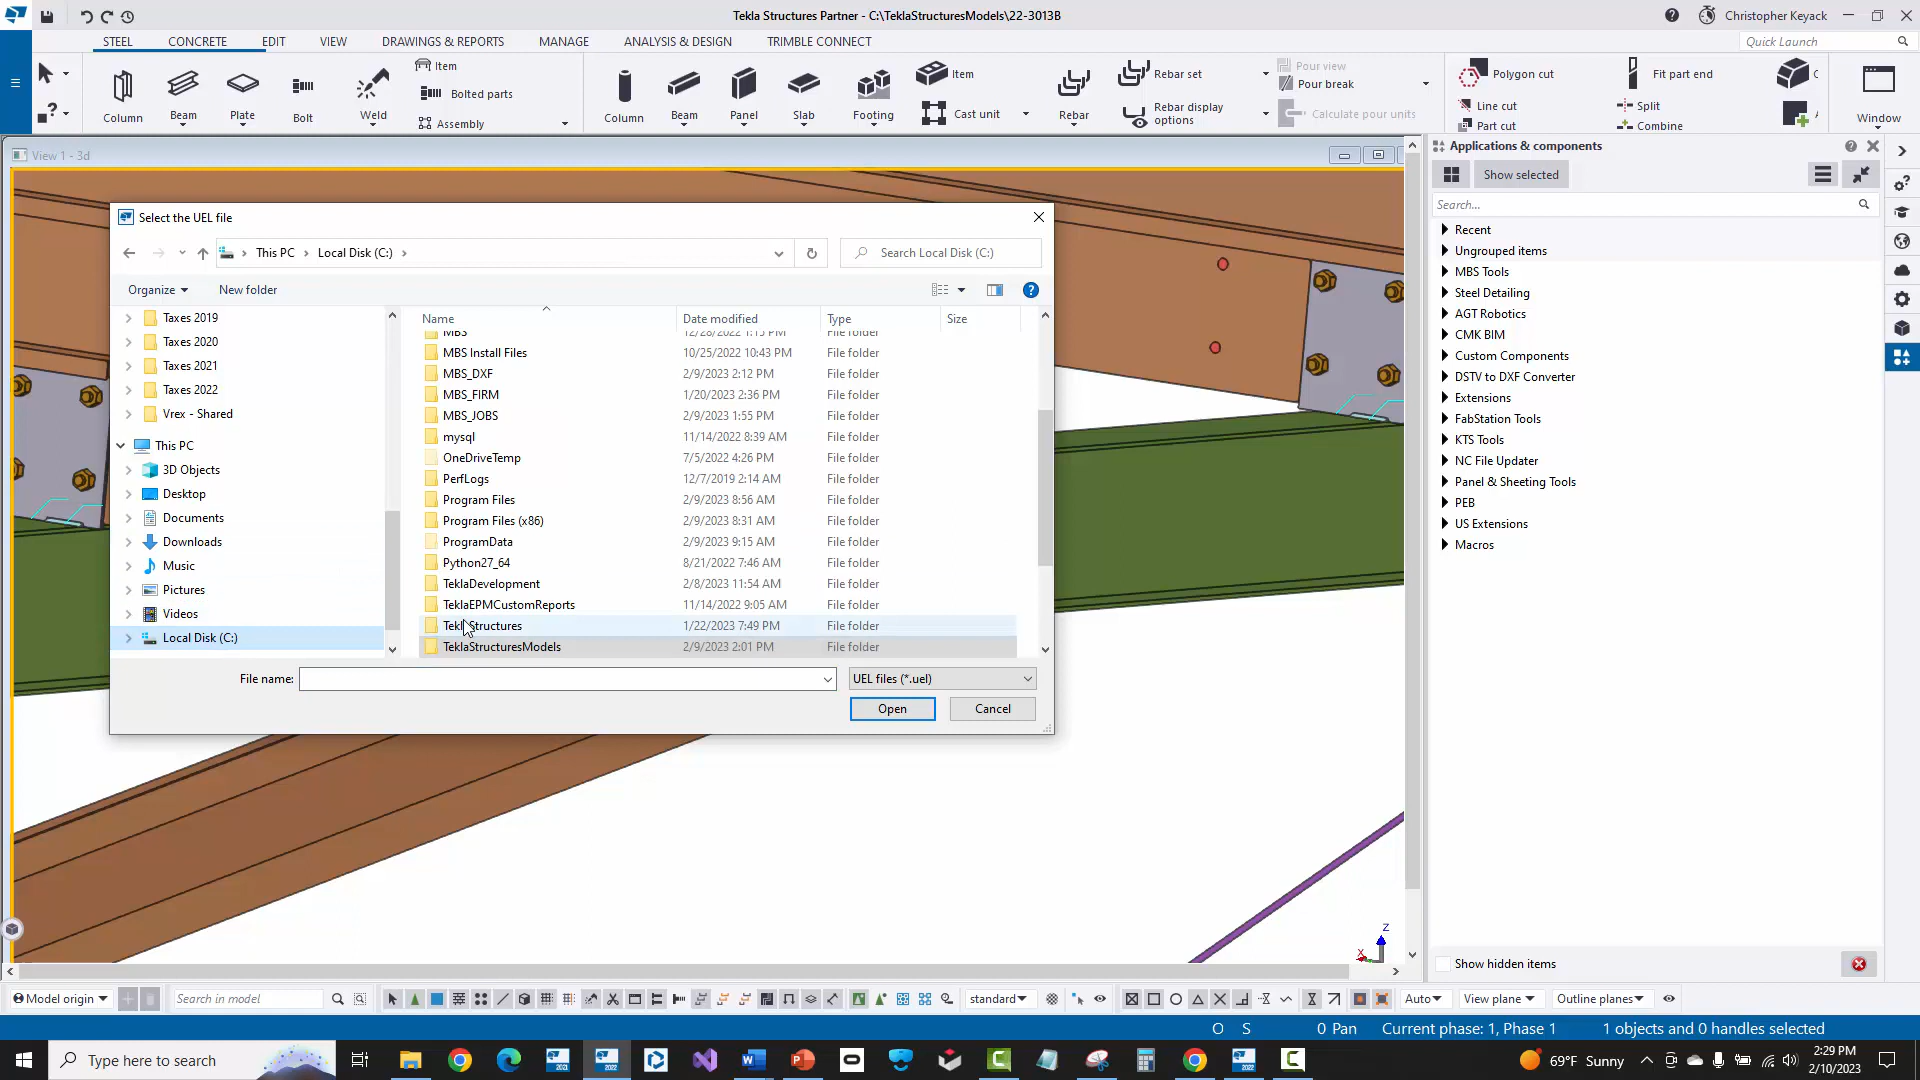 Tekla Structures Partner - C:\TeklaStructuresModels\22-3013B
Christopher Keyack
STEEL CONCRETE EDIT VIEW DRAWINGS & REPORTS MANAGE ANALYSIS & DESIGN TRIMBLE CONNECT
Quick Launch
Column Beam Plate Bolt Weld
Item
Bolted parts
Assembly
Column Beam Panel Slab Footing
Item
Cast unit
Rebar
Rebar set
Rebar display options
Pour view
Pour break
Calculate pour units
Polygon cut
Line cut
Part cut
Fit part end
Split
Combine
Window
View 1 - 3d
Applications & components
Show selected
Search...
Recent
Ungrouped items
MBS Tools
Steel Detailing
AGT Robotics
CMK BIM
Custom Components
DSTV to DXF Converter
Extensions
FabStation Tools
KTS Tools
NC File Updater
Panel & Sheeting Tools
PEB
US Extensions
Macros
Show hidden items
Select the UEL file
This PC Local Disk (C:)
Search Local Disk (C:)
Organize New folder
Taxes 2019
Taxes 2020
Taxes 2021
Taxes 2022
Vrex - Shared
This PC
3D Objects
Desktop
Documents
Downloads
Music
Pictures
Videos
Local Disk (C:)
Name Date modified Type Size
MBS 12/28/2022 1:15 PM File folder
MBS Install Files 10/25/2022 10:43 PM File folder
MBS_DXF 2/9/2023 2:12 PM File folder
MBS_FIRM 1/20/2023 2:36 PM File folder
MBS_JOBS 2/9/2023 1:55 PM File folder
mysql 11/14/2022 8:39 AM File folder
OneDriveTemp 7/5/2022 4:26 PM File folder
PerfLogs 12/7/2019 2:14 AM File folder
Program Files 2/9/2023 8:56 AM File folder
Program Files (x86) 2/9/2023 8:31 AM File folder
ProgramData 2/9/2023 9:15 AM File folder
Python27_64 8/21/2022 7:46 AM File folder
TeklaDevelopment 2/8/2023 11:54 AM File folder
TeklaEPMCustomReports 11/14/2022 9:05 AM File folder
TeklaStructures 1/22/2023 7:49 PM File folder
TeklaStructuresModels 2/9/2023 2:01 PM File folder
File name:
UEL files (*.uel)
Open Cancel
Z
X
Model origin
Search in model
standard
Auto
View plane
Outline planes
O S 0 Pan Current phase: 1, Phase 1 1 objects and 0 handles selected
Type here to search
69°F Sunny
2:29 PM
2/10/2023